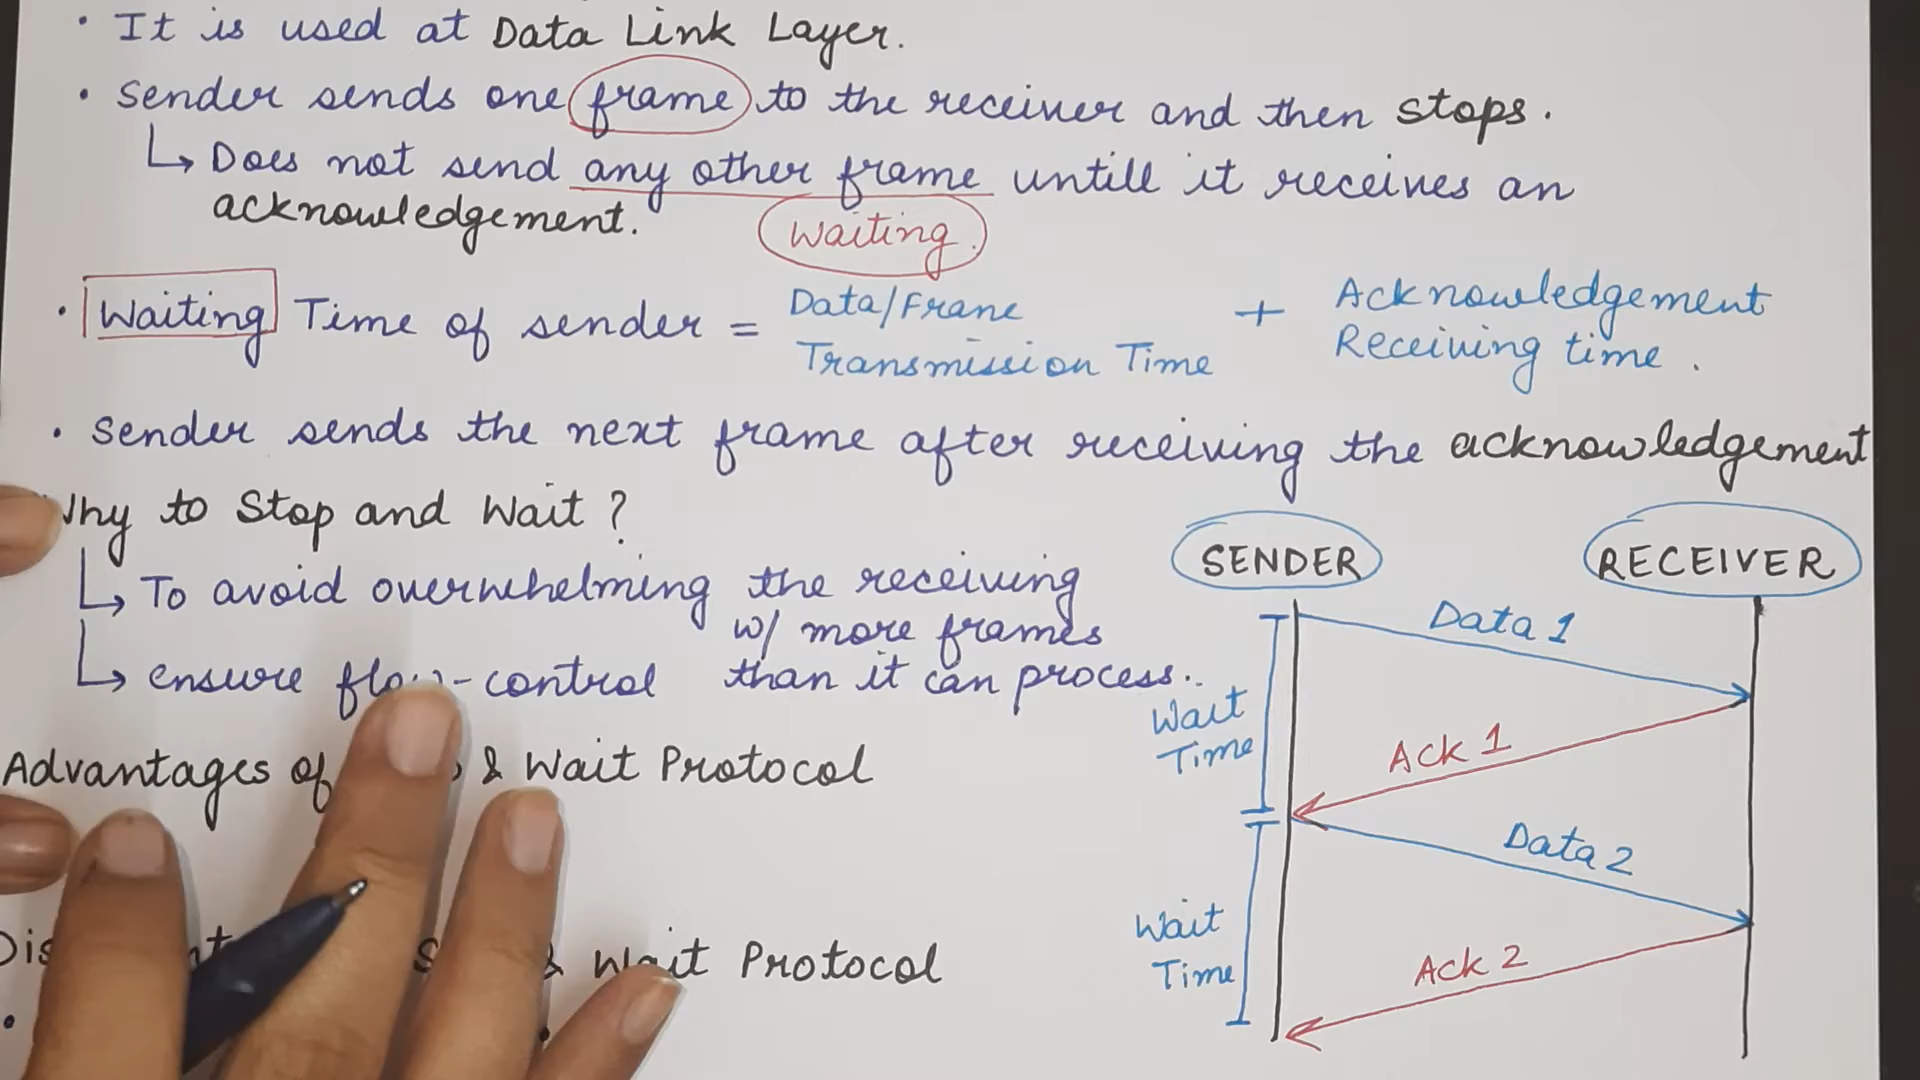 • It is used at Data Link Layer.
• Sender sends one frame to the receiver and then stops.
↳ Does not send any other frame untill it receives an
acknowledgement.
Waiting.
• Waiting Time of sender = Data/Frane
Transmission Time
+ Acknowledgement
Receiving time.
• Sender sends the next frame after receiving the acknowledgement
Why to Stop and Wait?
↳ To avoid overwhelming the receiving
w/ more frames
than it can process..
↳ ensure flow-control
SENDER
RECEIVER
Data 1
Wait
Time
Ack 1
Data 2
Wait
Time
Ack 2
Advantages of & Wait Protocol
& Wait Protocol